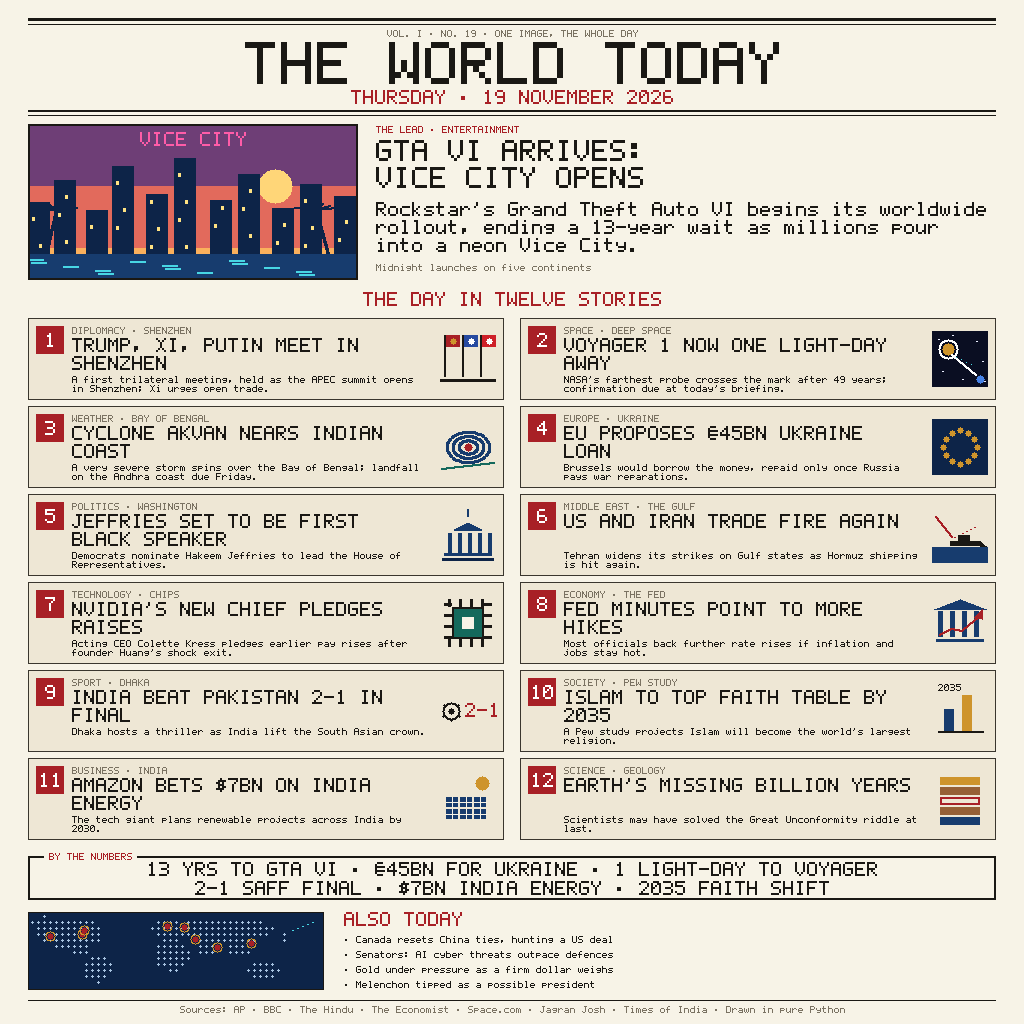 VOL. I · NO. 19 · ONE IMAGE, THE WHOLE DAY
THE WORLD TODAY
THURSDAY · 19 NOVEMBER 2026
VICE CITY
THE LEAD · ENTERTAINMENT
GTA VI ARRIVES:
VICE CITY OPENS
Rockstar's Grand Theft Auto VI begins its worldwide
rollout, ending a 13-year wait as millions pour
into a neon Vice City.
Midnight launches on five continents
THE DAY IN TWELVE STORIES
1
DIPLOMACY · SHENZHEN
TRUMP, XI, PUTIN MEET IN
SHENZHEN
A first trilateral meeting, held as the APEC summit opens
in Shenzhen; Xi urges open trade.
2
SPACE · DEEP SPACE
VOYAGER 1 NOW ONE LIGHT-DAY
AWAY
NASA's farthest probe crosses the mark after 49 years;
confirmation due at today's briefing.
3
WEATHER · BAY OF BENGAL
CYCLONE AKVAN NEARS INDIAN
COAST
A very severe storm spins over the Bay of Bengal; landfall
on the Andhra coast due Friday.
4
EUROPE · UKRAINE
EU PROPOSES €45BN UKRAINE
LOAN
Brussels would borrow the money, repaid only once Russia
pays war reparations.
5
POLITICS · WASHINGTON
JEFFRIES SET TO BE FIRST
BLACK SPEAKER
Democrats nominate Hakeem Jeffries to lead the House of
Representatives.
6
MIDDLE EAST · THE GULF
US AND IRAN TRADE FIRE AGAIN
Tehran widens its strikes on Gulf states as Hormuz shipping
is hit again.
7
TECHNOLOGY · CHIPS
NVIDIA'S NEW CHIEF PLEDGES
RAISES
Acting CEO Colette Kress pledges earlier pay rises after
founder Huang's shock exit.
8
ECONOMY · THE FED
FED MINUTES POINT TO MORE
HIKES
Most officials back further rate rises if inflation and
jobs stay hot.
9
SPORT · DHAKA
INDIA BEAT PAKISTAN 2-1 IN
FINAL
Dhaka hosts a thriller as India lift the South Asian crown.
2-1
10
SOCIETY · PEW STUDY
ISLAM TO TOP FAITH TABLE BY
2035
A Pew study projects Islam will become the world's largest
religion.
2035
11
BUSINESS · INDIA
AMAZON BETS $7BN ON INDIA
ENERGY
The tech giant plans renewable projects across India by
2030.
12
SCIENCE · GEOLOGY
EARTH'S MISSING BILLION YEARS
Scientists may have solved the Great Unconformity riddle at
last.
BY THE NUMBERS
13 YRS TO GTA VI · €45BN FOR UKRAINE · 1 LIGHT-DAY TO VOYAGER
2-1 SAFF FINAL · $7BN INDIA ENERGY · 2035 FAITH SHIFT
ALSO TODAY
· Canada resets China ties, hunting a US deal
· Senators: AI cyber threats outpace defences
· Gold under pressure as a firm dollar weighs
· Melenchon tipped as a possible president
Sources: AP · BBC · The Hindu · The Economist · Space.com · Jagran Josh · Times of India · Drawn in pure Python